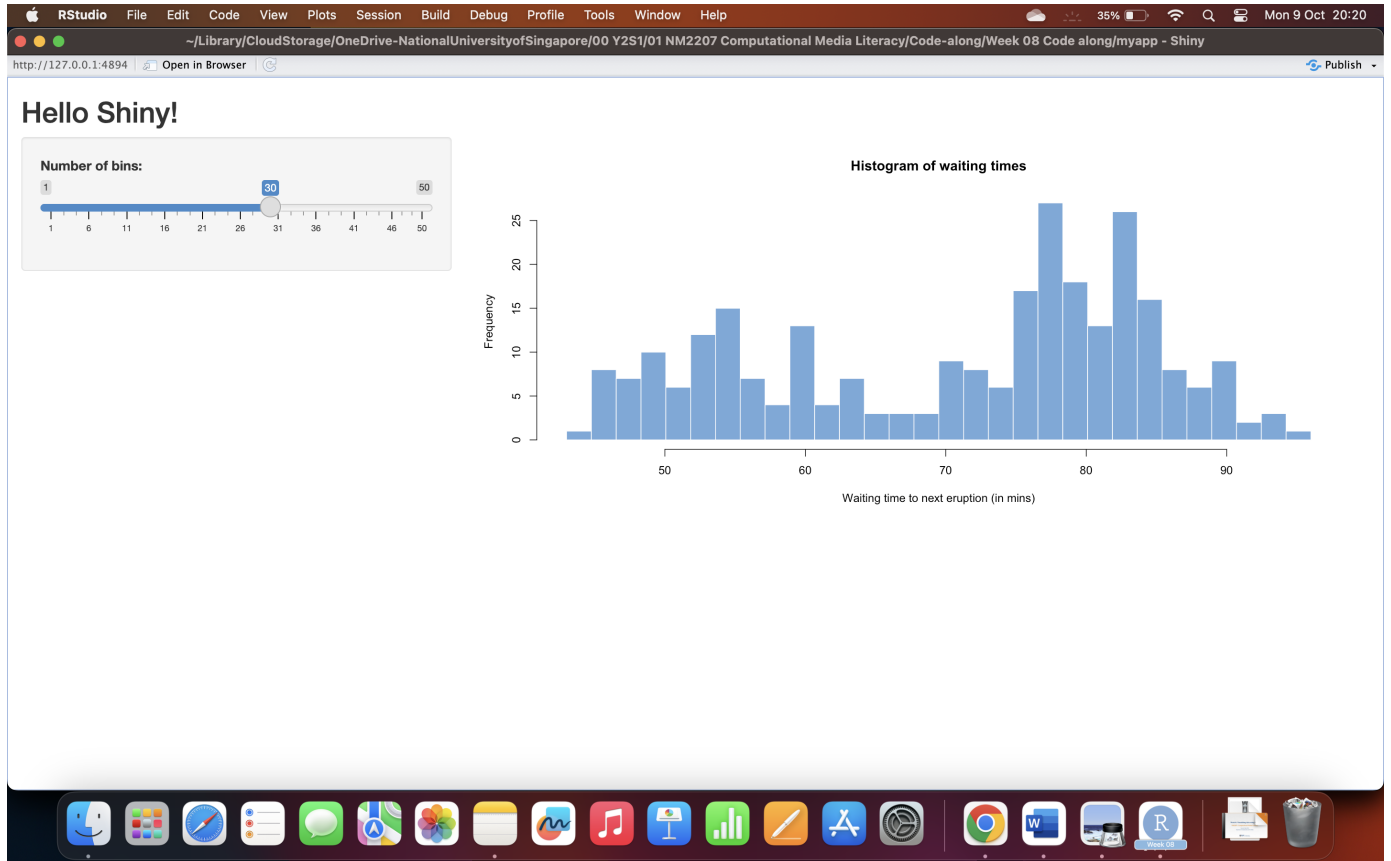 RStudio File Edit Code View Plots Session Build Debug Profile Tools Window Help 35% Mon 9 Oct 20:20
~/Library/CloudStorage/OneDrive-NationalUniversityofSingapore/00 Y2S1/01 NM2207 Computational Media Literacy/Code-along/Week 08 Code along/myapp - Shiny
http://127.0.0.1:4894 Open in Browser Publish
Hello Shiny!
Number of bins:
1 30 50
1 6 11 16 21 26 31 36 41 46 50
Histogram of waiting times
Frequency
25
20
15
10
5
0
50 60 70 80 90
Waiting time to next eruption (in mins)
W R
Week 08